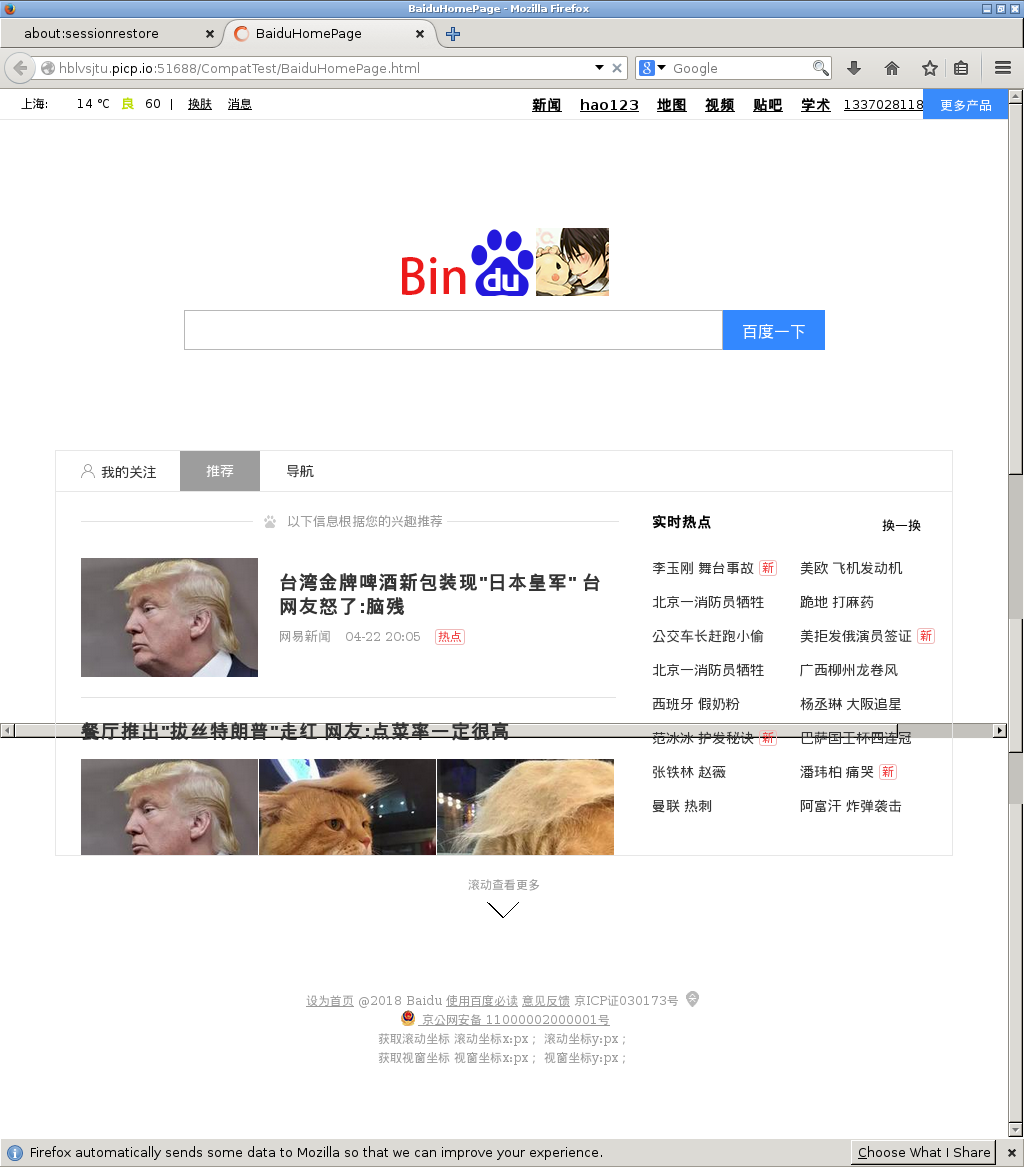 BaiduHomePage - Mozilla Firefox
about:sessionrestore
BaiduHomePage
hblvsjtu.picp.io:51688/CompatTest/BaiduHomePage.html
Google
上海: 14 ℃ 良 60 | 换肤 消息 新闻 hao123 地图 视频 贴吧 学术 1337028118 更多产品
Bin du
百度一下
我的关注 推荐 导航
以下信息根据您的兴趣推荐
台湾金牌啤酒新包装现"日本皇军" 台
网友怒了:脑残
网易新闻 04-22 20:05 热点
餐厅推出"拔丝特朗普"走红 网友:点菜率一定很高
实时热点 换一换
李玉刚 舞台事故 新 美欧 飞机发动机
北京一消防员牺牲 跪地 打麻药
公交车长赶跑小偷 美拒发俄演员签证 新
北京一消防员牺牲 广西柳州龙卷风
西班牙 假奶粉 杨丞琳 大阪追星
范冰冰 护发秘诀 新 巴萨国王杯四连冠
张铁林 赵薇 潘玮柏 痛哭 新
曼联 热刺 阿富汗 炸弹袭击
滚动查看更多
设为首页 @2018 Baidu 使用百度必读 意见反馈 京ICP证030173号
京公网安备 11000002000001号
获取滚动坐标 滚动坐标x:px ; 滚动坐标y:px ;
获取视窗坐标 视窗坐标x:px ; 视窗坐标y:px ;
Firefox automatically sends some data to Mozilla so that we can improve your experience.
Choose What I Share